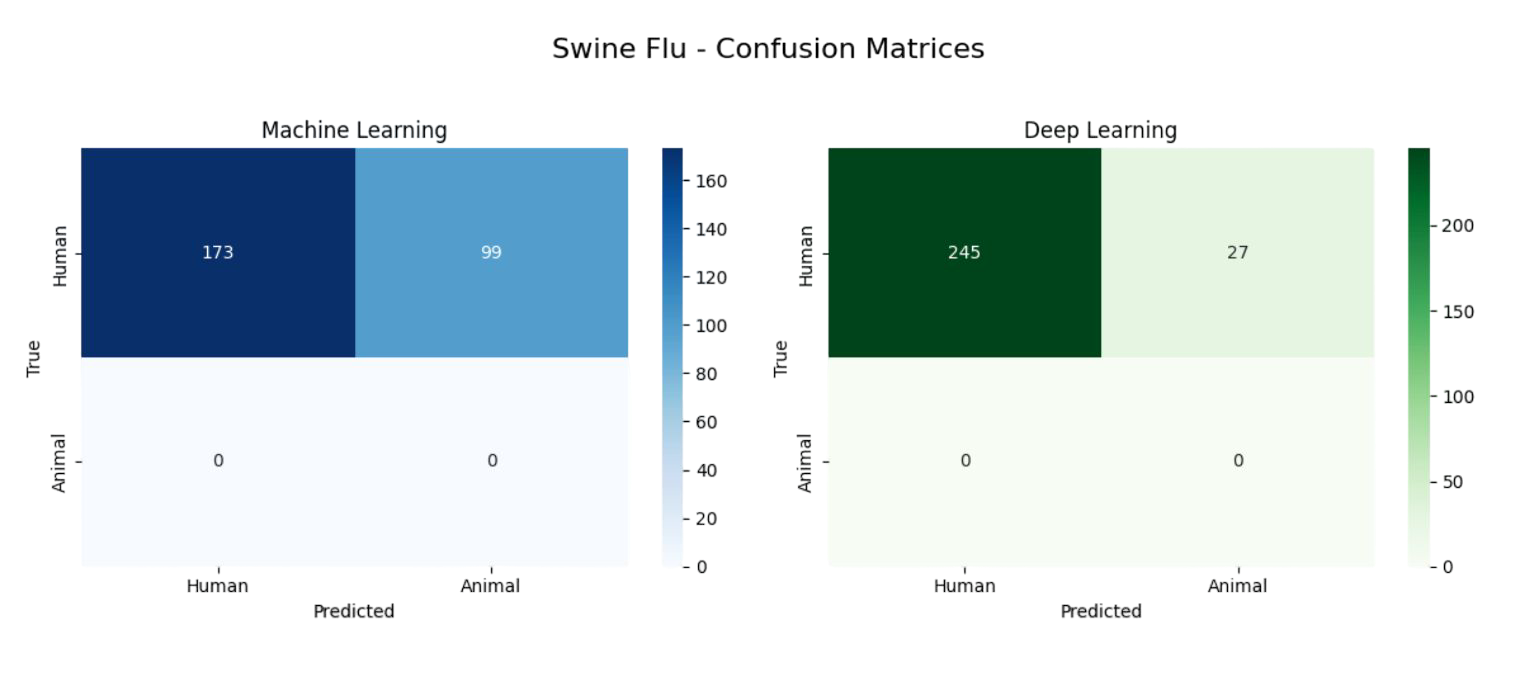 Swine Flu - Confusion Matrices
Machine Learning
Human
Animal
True
173
99
0
0
160
140
120
100
80
60
40
20
0
Human
Animal
Predicted
Deep Learning
Human
Animal
True
245
27
0
0
200
150
100
50
0
Human
Animal
Predicted